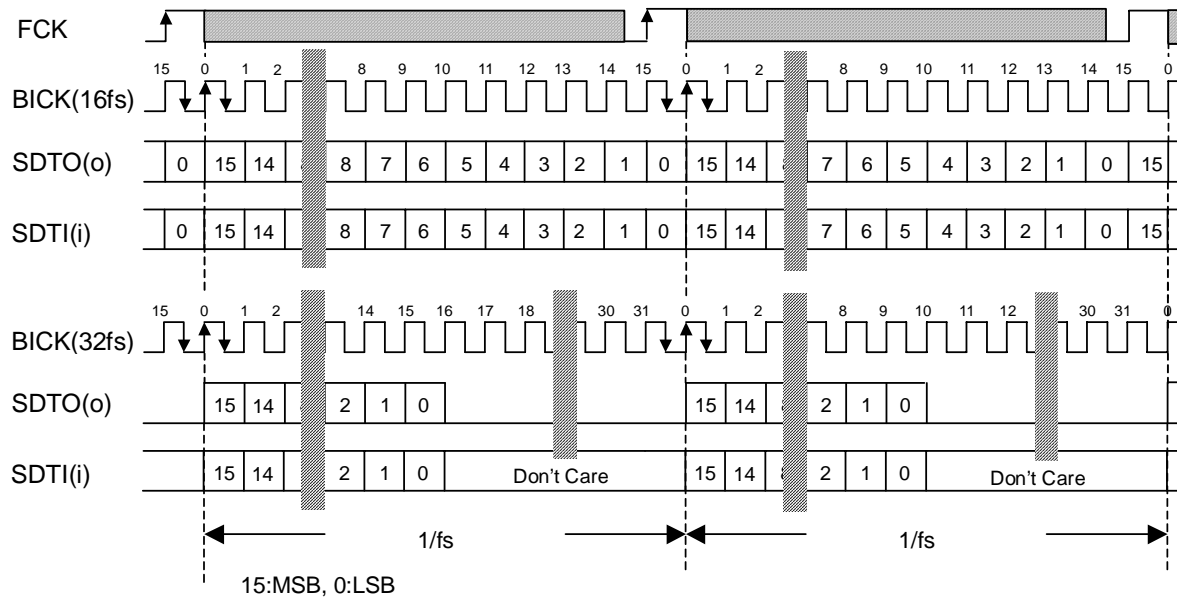 FCK
15 0 1 2 8 9 10 11 12 13 14 15 0 1 2 8 9 10 11 12 13 14 15 0
BICK(16fs)
SDTO(o) 0 15 14 8 7 6 5 4 3 2 1 0 15 14 7 6 5 4 3 2 1 0 15
SDTI(i) 0 15 14 8 7 6 5 4 3 2 1 0 15 14 7 6 5 4 3 2 1 0 15
15 0 1 2 14 15 16 17 18 30 31 0 1 2 8 9 10 11 12 30 31 0
BICK(32fs)
SDTO(o) 15 14 2 1 0 15 14 2 1 0
SDTI(i) 15 14 2 1 0 Don't Care 15 14 2 1 0 Don't Care
1/fs 1/fs
15:MSB, 0:LSB